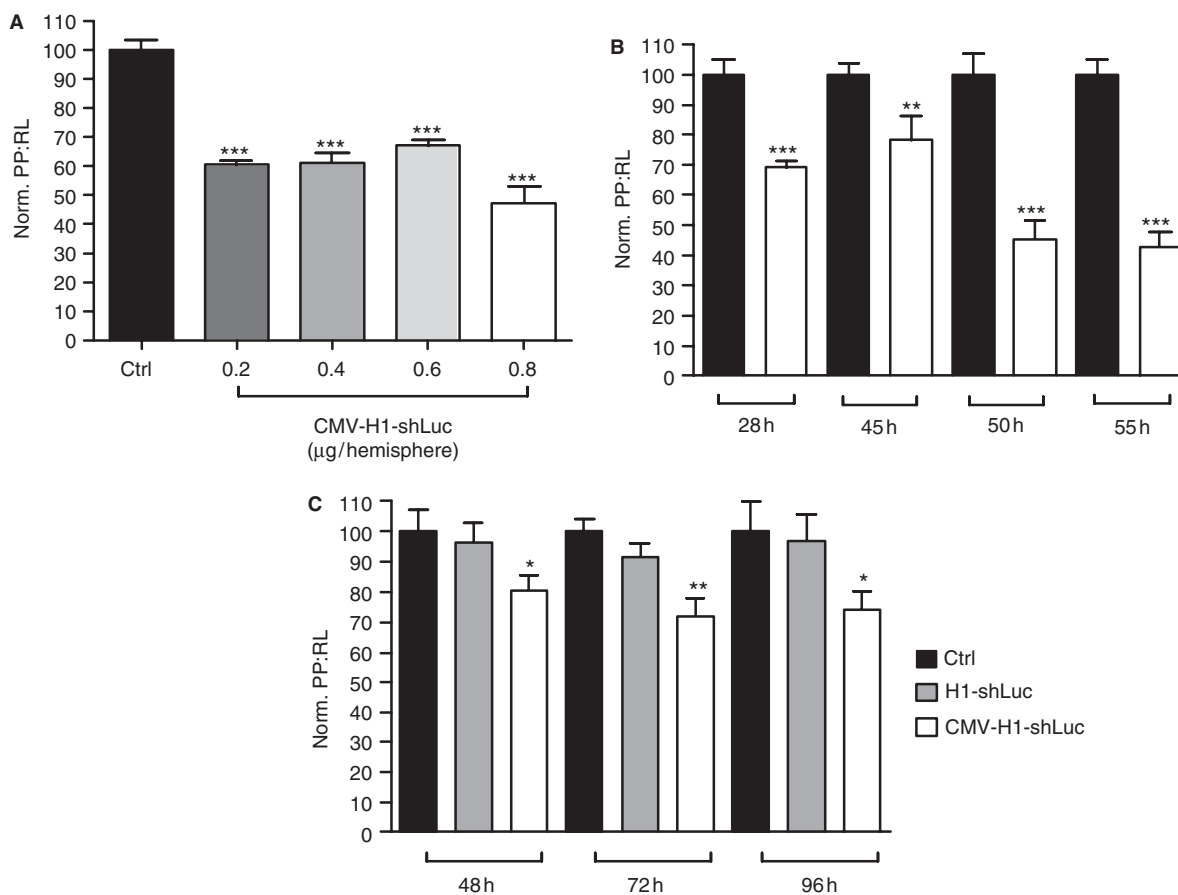 A
110
100
90
80
70
60
50
40
30
20
10
0
Norm. PP:RL
***
***
***
***
Ctrl
0.2
0.4
0.6
0.8
CMV-H1-shLuc
(μg/hemisphere)
B
110
100
90
80
70
60
50
40
30
20
10
0
Norm. PP:RL
***
**
***
***
28 h
45 h
50 h
55 h
C
110
100
90
80
70
60
50
40
30
20
10
0
Norm. PP:RL
*
**
*
48 h
72 h
96 h
Ctrl
H1-shLuc
CMV-H1-shLuc